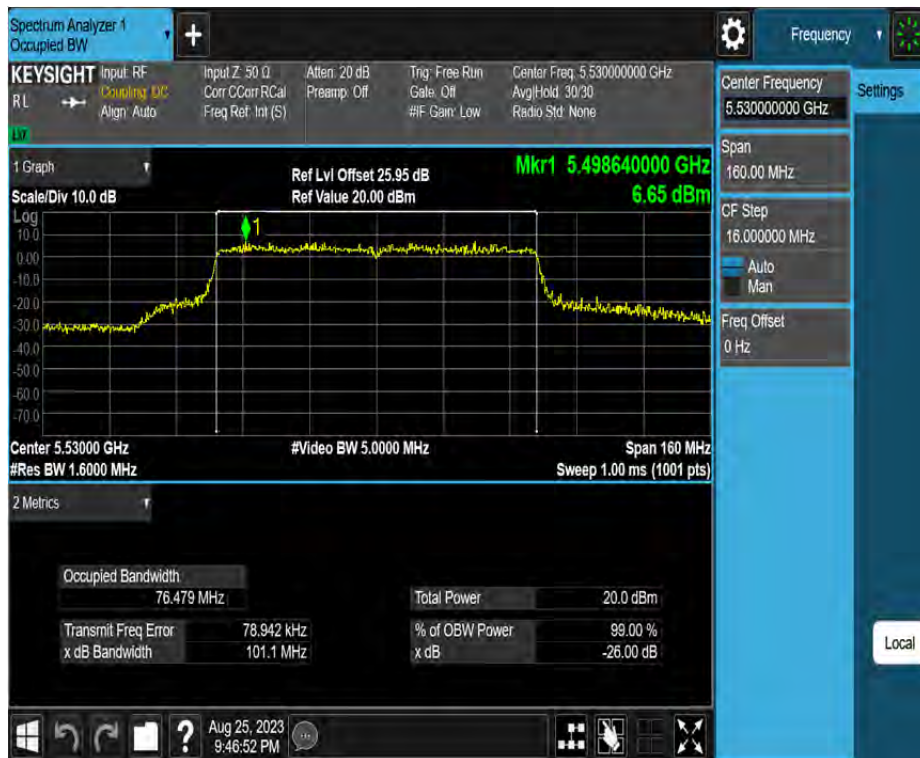 Spectrum Analyzer 1
Occupied BW
+
Frequency
KEYSIGHT
RL
Input: RF
Coupling: DC
Align: Auto
Input Z: 50 Ω
Corr CCorr RCal
Freq Ref: Int (S)
Atten: 20 dB
Preamp: Off
Trig: Free Run
Gate: Off
#IF Gain: Low
Center Freq: 5.530000000 GHz
Avg|Hold: 30/30
Radio Std: None
1 Graph
Scale/Div 10.0 dB
Ref Lvl Offset 25.95 dB
Ref Value 20.00 dBm
Mkr1 5.498640000 GHz
6.65 dBm
Log
10.0
0.00
-10.0
-20.0
-30.0
-40.0
-50.0
-60.0
-70.0
1
Center 5.53000 GHz
#Res BW 1.6000 MHz
#Video BW 5.0000 MHz
Span 160 MHz
Sweep 1.00 ms (1001 pts)
2 Metrics
Occupied Bandwidth
76.479 MHz
Transmit Freq Error 78.942 kHz
x dB Bandwidth 101.1 MHz
Total Power 20.0 dBm
% of OBW Power 99.00 %
x dB -26.00 dB
Center Frequency
5.530000000 GHz
Span
160.00 MHz
CF Step
16.000000 MHz
Auto
Man
Freq Offset
0 Hz
Settings
Local
?
Aug 25, 2023
9:46:52 PM